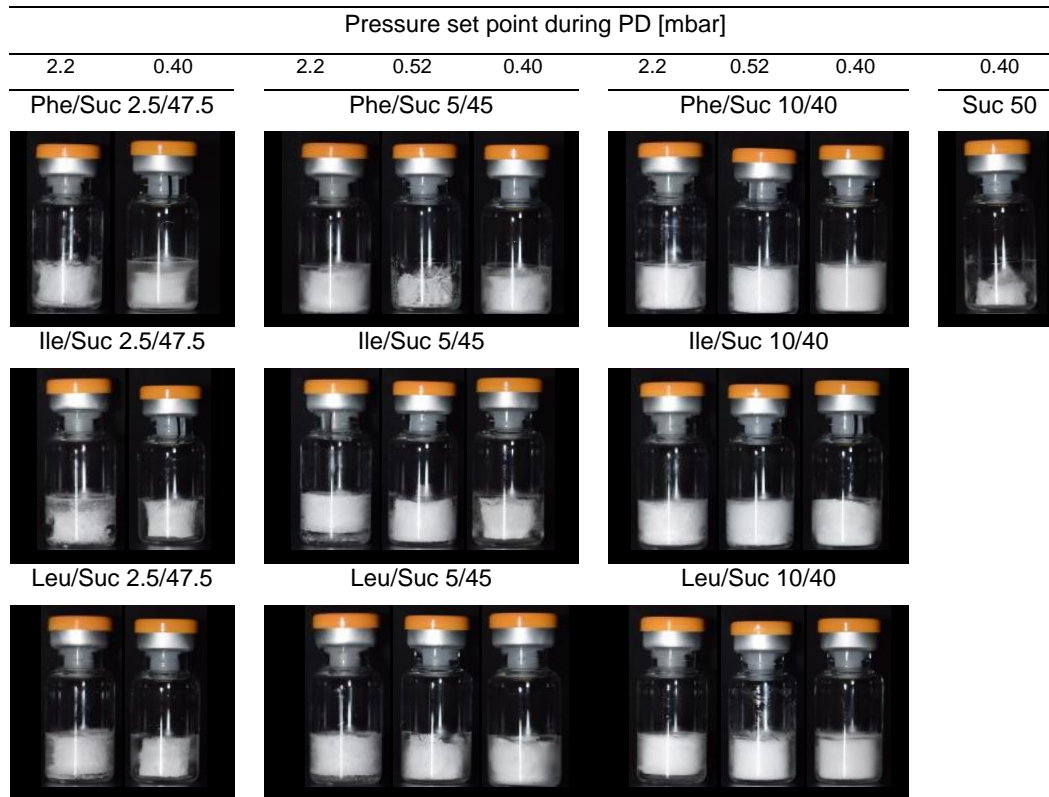 Pressure set point during PD [mbar]
2.2 0.40 2.2 0.52 0.40 2.2 0.52 0.40 0.40
Phe/Suc 2.5/47.5 Phe/Suc 5/45 Phe/Suc 10/40 Suc 50
Ile/Suc 2.5/47.5 Ile/Suc 5/45 Ile/Suc 10/40
Leu/Suc 2.5/47.5 Leu/Suc 5/45 Leu/Suc 10/40